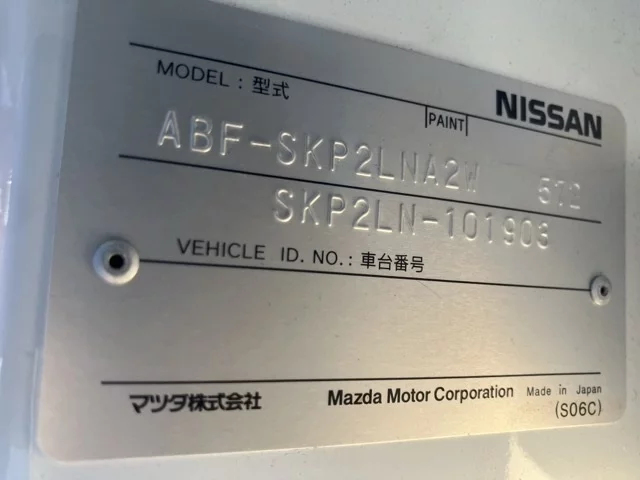 NISSAN
MODEL : 型式
PAINT
ABF-SKP2LNA2W 5T2
SKP2LN-101903
VEHICLE ID. NO. : 車台番号
マツダ株式会社 Mazda Motor Corporation Made in Japan
(S06C)